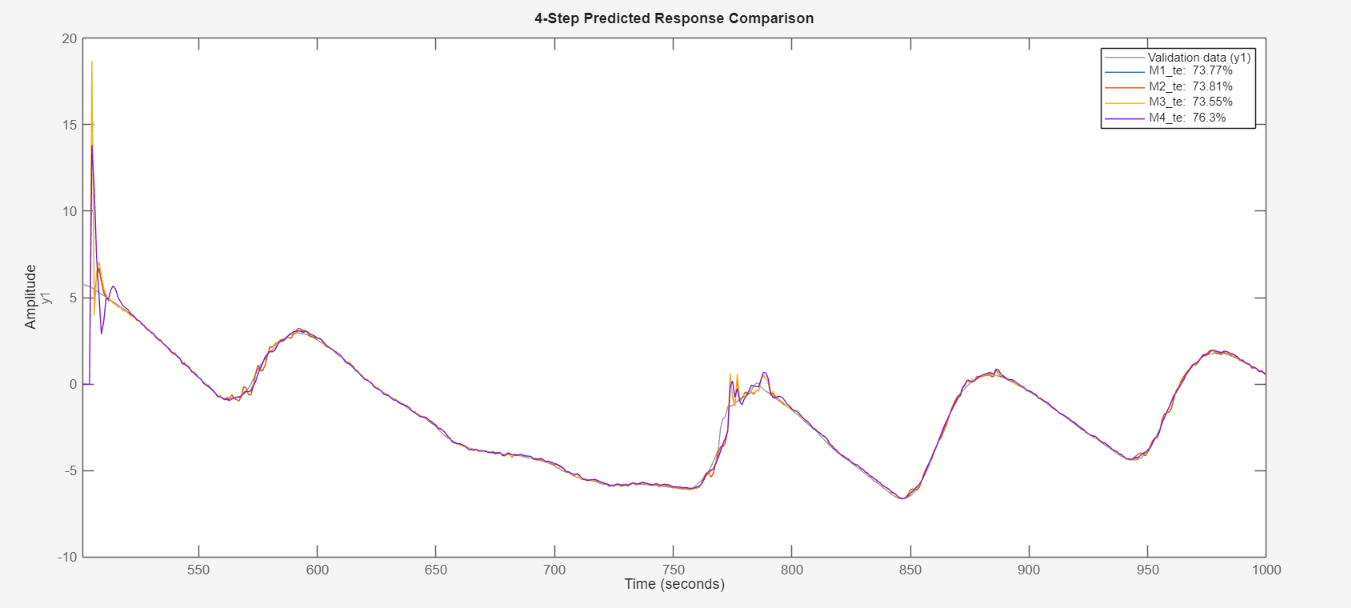 4-Step Predicted Response Comparison
20
15
10
5
0
-5
-10
Amplitude
y1
Validation data (y1)
M1_te: 73.77%
M2_te: 73.81%
M3_te: 73.55%
M4_te: 76.3%
550 600 650 700 750 800 850 900 950 1000
Time (seconds)